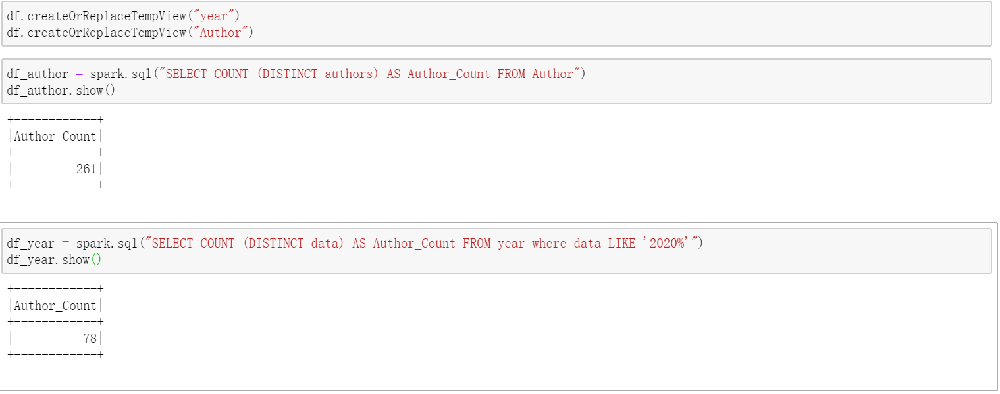 df.createOrReplaceTempView("year")
df.createOrReplaceTempView("Author")
df_author = spark.sql("SELECT COUNT (DISTINCT authors) AS Author_Count FROM Author")
df_author.show()
+------------+
|Author_Count|
+------------+
|         261|
+------------+
df_year = spark.sql("SELECT COUNT (DISTINCT data) AS Author_Count FROM year where data LIKE '2020%'")
df_year.show()
+------------+
|Author_Count|
+------------+
|          78|
+------------+